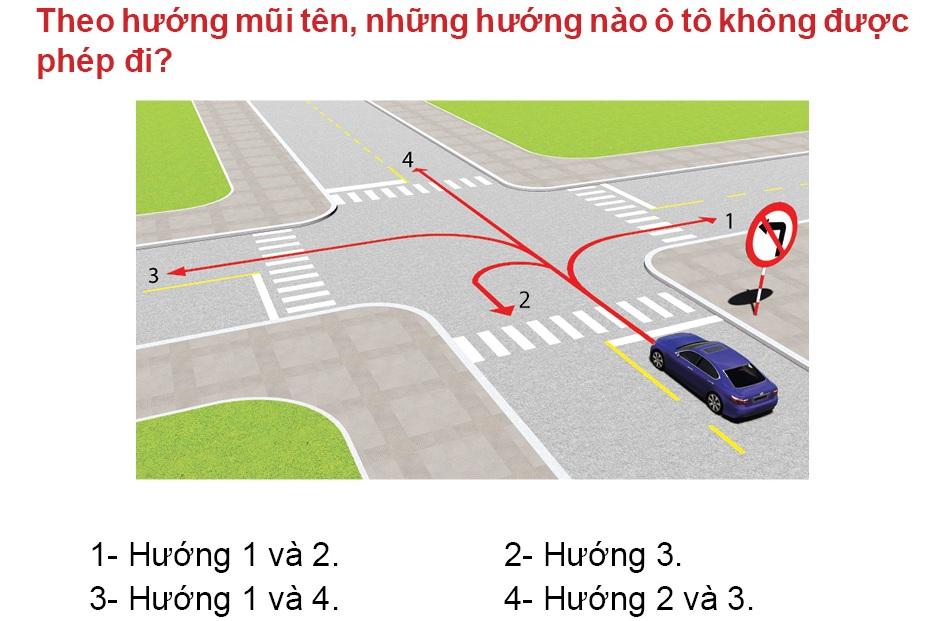 Theo hướng mũi tên, những hướng nào ô tô không được
phép đi?
4
1
3
2
1- Hướng 1 và 2.
2- Hướng 3.
3- Hướng 1 và 4.
4- Hướng 2 và 3.